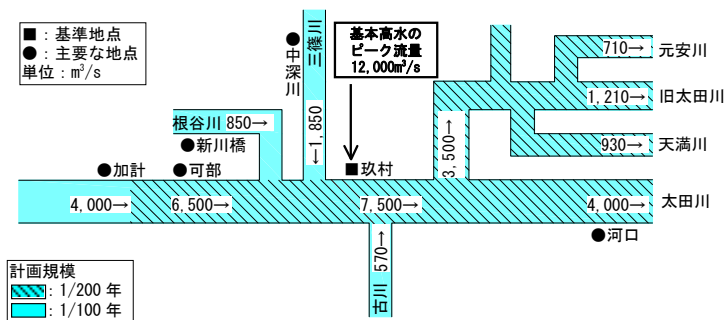 ■：基準地点
●：主要な地点
単位：m³/s
基本高水の
ピーク流量
12,000m³/s
●中深川
三篠川
←1,850
根谷川 850→
●新川橋
●加計
●可部
■玖村
3,500→
710→ 元安川
1,210→ 旧太田川
930→ 天満川
4,000→
6,500→
7,500→
4,000→
太田川
●河口
古川 570→
計画規模
：1/200 年
：1/100 年